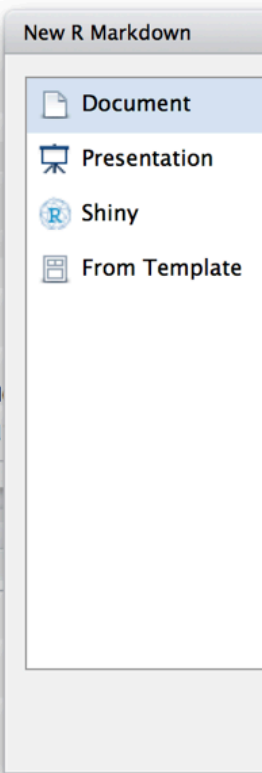 New R Markdown
Document
Presentation
R Shiny
From Template